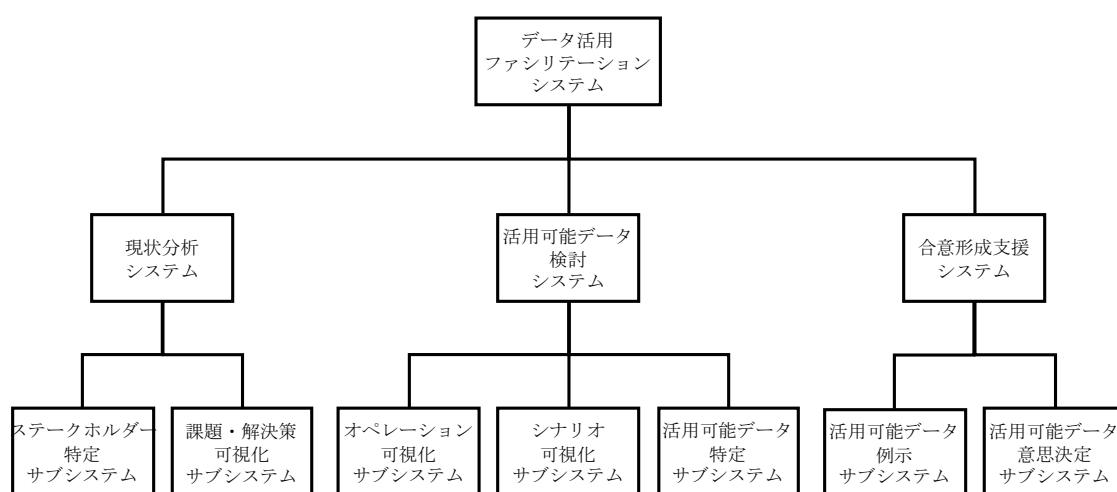 データ活用
ファシリテーション
システム
現状分析
システム
活用可能データ
検討
システム
合意形成支援
システム
ステークホルダー
特定
サブシステム
課題・解決策
可視化
サブシステム
オペレーション
可視化
サブシステム
シナリオ
可視化
サブシステム
活用可能データ
特定
サブシステム
活用可能データ
例示
サブシステム
活用可能データ
意思決定
サブシステム